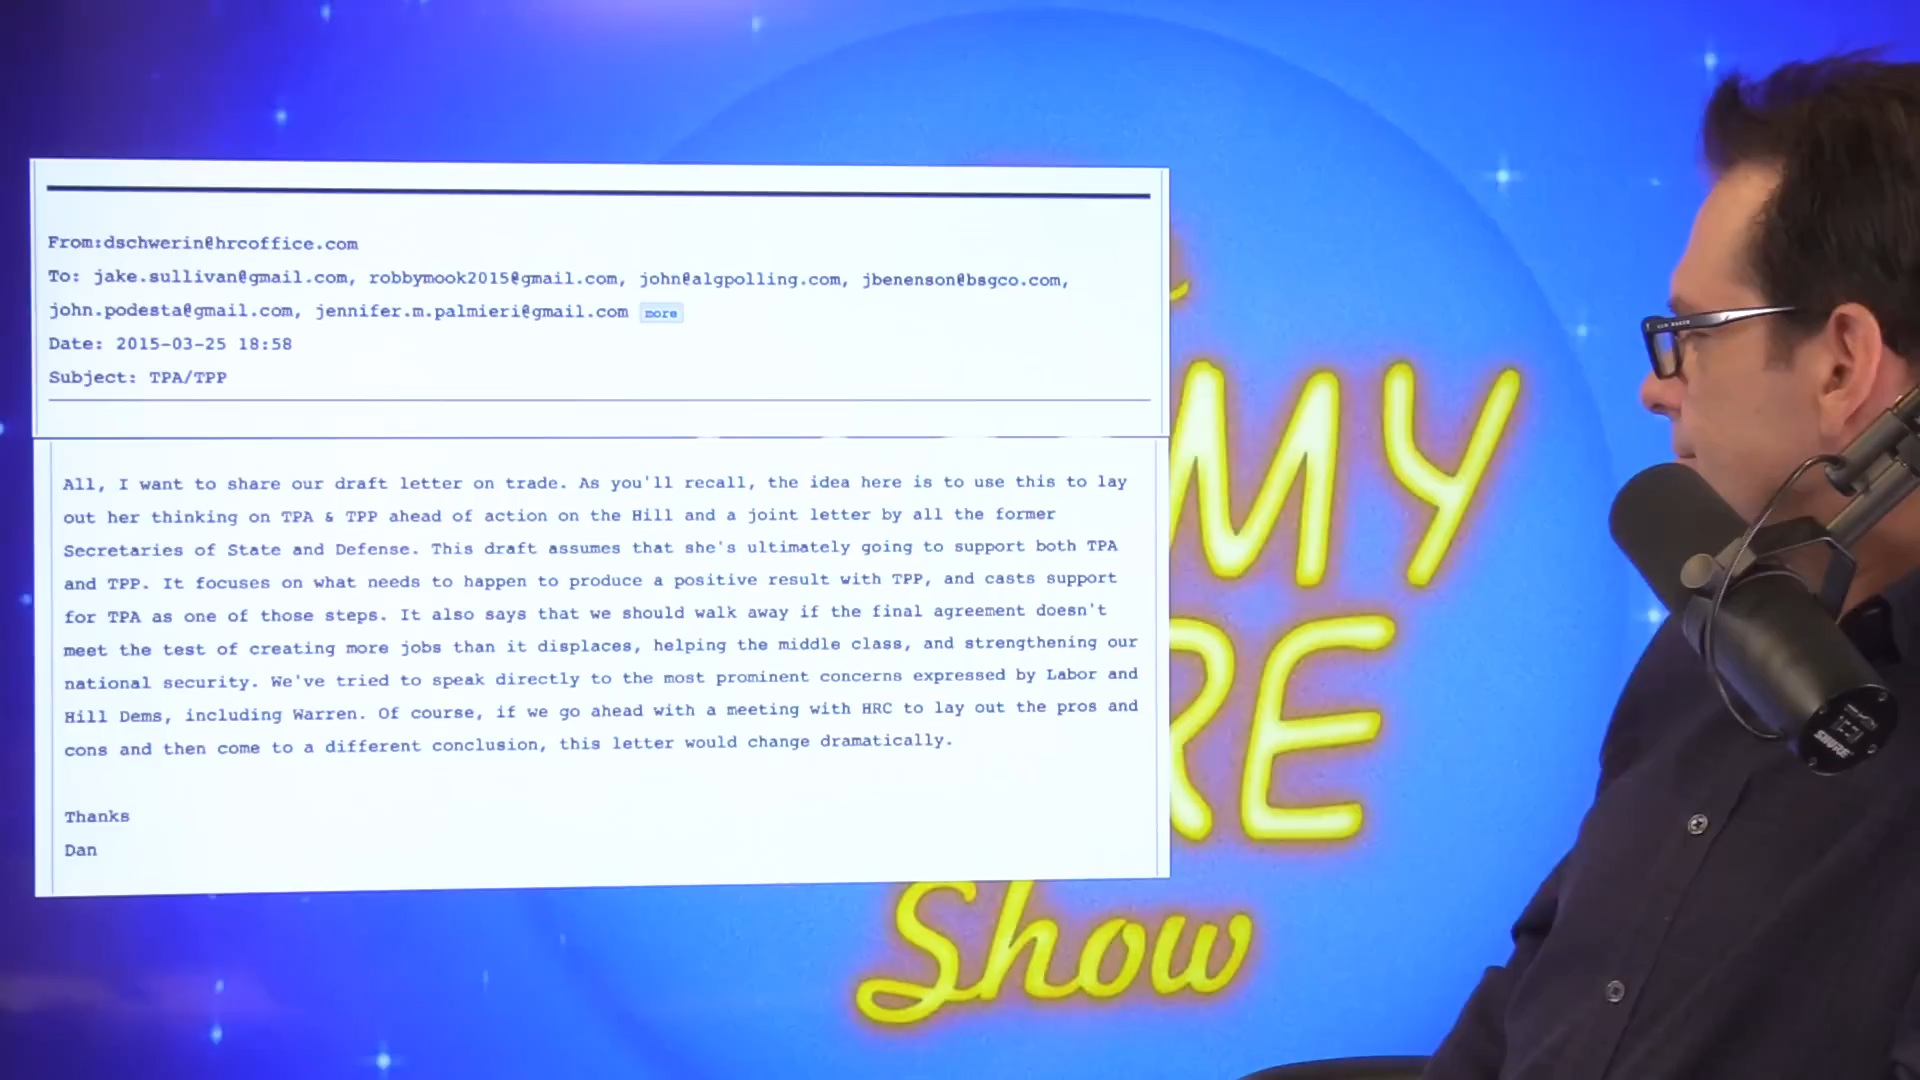 From:dschwerin@hrcoffice.com
To: jake.sullivan@gmail.com, robbymook2015@gmail.com, john@algpolling.com, jbenenson@bsgco.com,
john.podesta@gmail.com, jennifer.m.palmieri@gmail.com more
Date: 2015-03-25 18:58
Subject: TPA/TPP
All, I want to share our draft letter on trade. As you'll recall, the idea here is to use this to lay
out her thinking on TPA & TPP ahead of action on the Hill and a joint letter by all the former
Secretaries of State and Defense. This draft assumes that she's ultimately going to support both TPA
and TPP. It focuses on what needs to happen to produce a positive result with TPP, and casts support
for TPA as one of those steps. It also says that we should walk away if the final agreement doesn't
meet the test of creating more jobs than it displaces, helping the middle class, and strengthening our
national security. We've tried to speak directly to the most prominent concerns expressed by Labor and
Hill Dems, including Warren. Of course, if we go ahead with a meeting with HRC to lay out the pros and
cons and then come to a different conclusion, this letter would change dramatically.
Thanks
Dan
MY
RE
Show
SHURE